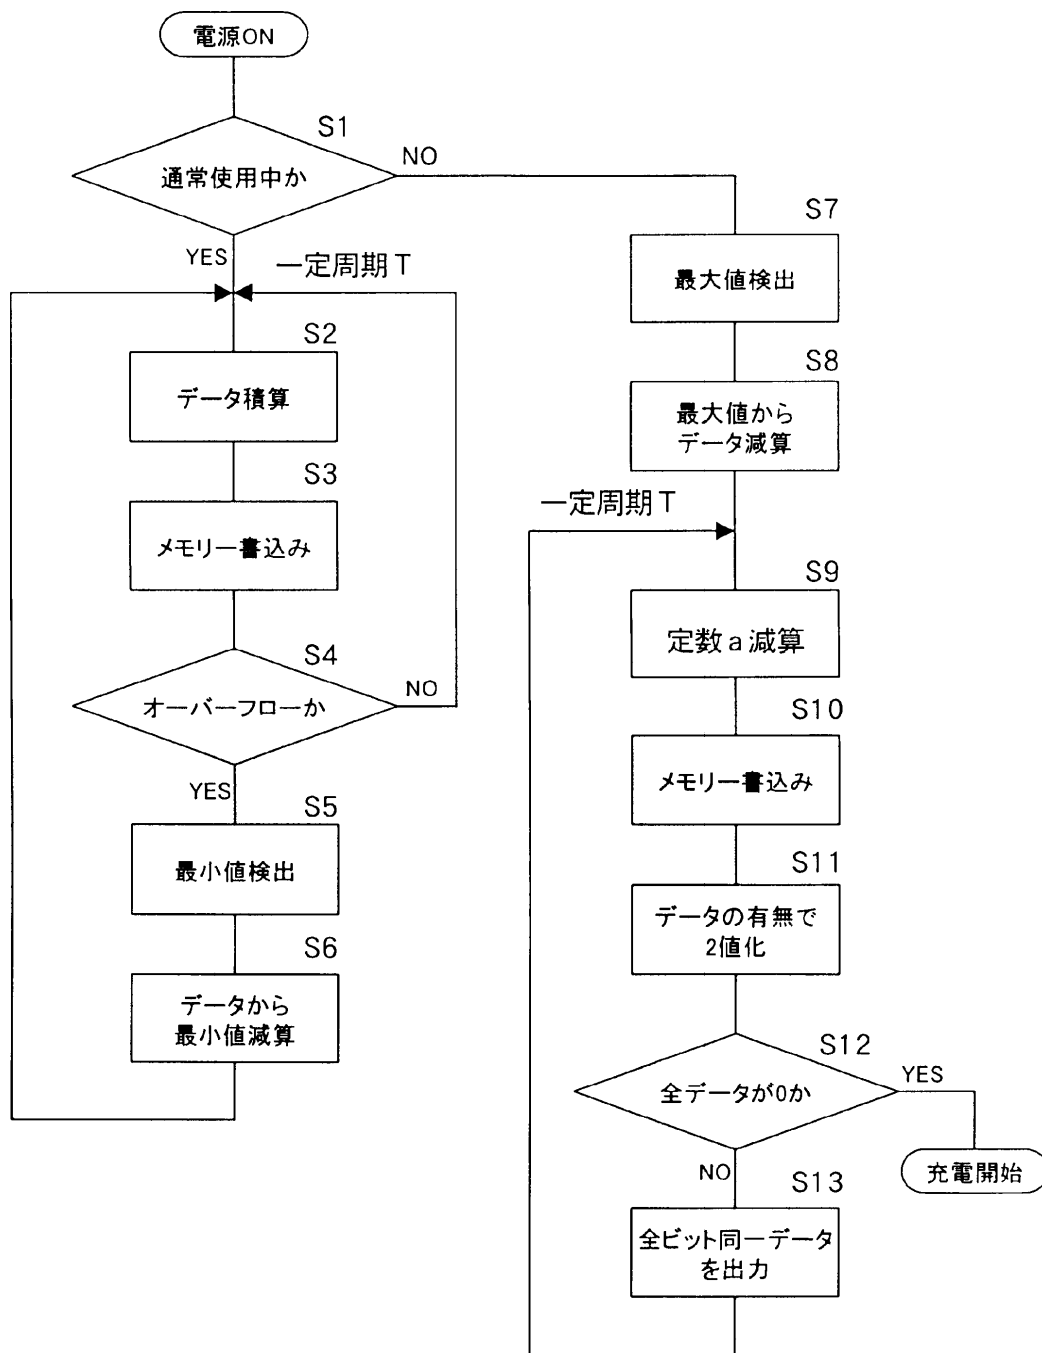 電源ON
S1
通常使用中か
NO
YES
一定周期T
S2
データ積算
S3
メモリー書込み
S4
オーバーフローか
NO
YES
S5
最小値検出
S6
データから
最小値減算
S7
最大値検出
S8
最大値から
データ減算
一定周期T
S9
定数a減算
S10
メモリー書込み
S11
データの有無で
2値化
S12
全データが0か
YES
充電開始
NO
S13
全ビット同一データ
を出力